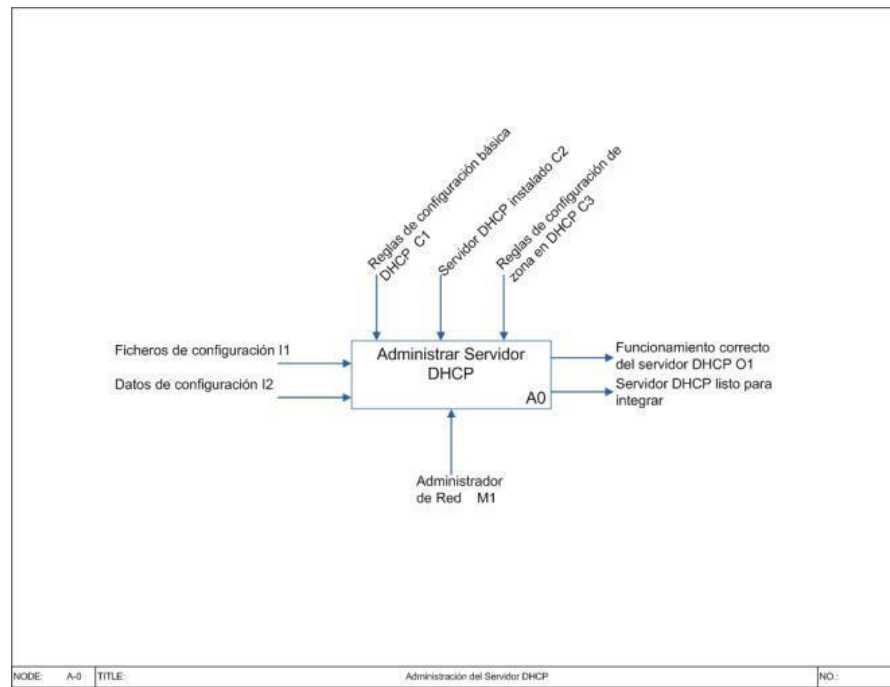 Reglas de configuración básica
DHCP C1
Servidor DHCP instalado C2
Reglas de configuración de
zona en DHCP C3
Ficheros de configuración I1
Datos de configuración I2
Administrar Servidor
DHCP
A0
Funcionamiento correcto
del servidor DHCP O1
Servidor DHCP listo para
integrar
Administrador
de Red M1
NODE: A-0 TITLE: Administración del Servidor DHCP NO.: